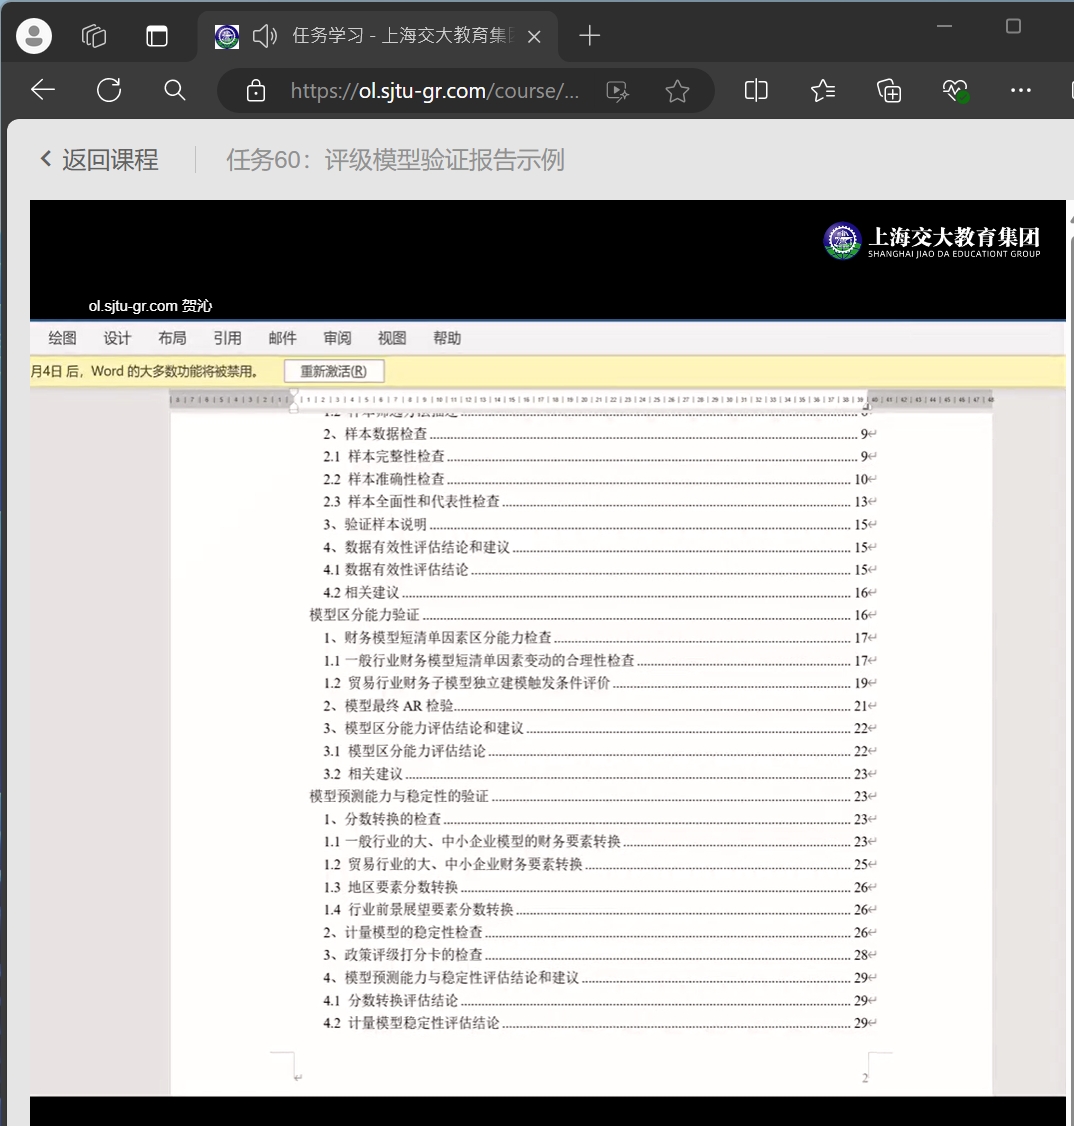 任务学习 - 上海交大教育集团
https://ol.sjtu-gr.com/course/...
返回课程
任务60：评级模型验证报告示例
上海交大教育集团
SHANGHAI JIAO DA EDUCATIONT GROUP
ol.sjtu-gr.com 贺沁
绘图 设计 布局 引用 邮件 审阅 视图 帮助
月4日 后，Word 的大多数功能将被禁用。 重新激活(R)
2、样本数据检查 9
2.1 样本完整性检查 9
2.2 样本准确性检查 10
2.3 样本全面性和代表性检查 13
3、验证样本说明 15
4、数据有效性评估结论和建议 15
4.1 数据有效性评估结论 15
4.2 相关建议 16
模型区分能力验证 16
1、财务模型短清单因素区分能力检查 17
1.1 一般行业财务模型短清单因素变动的合理性检查 17
1.2 贸易行业财务子模型独立建模触发条件评价 19
2、模型最终 AR 检验 21
3、模型区分能力评估结论和建议 22
3.1 模型区分能力评估结论 22
3.2 相关建议 23
模型预测能力与稳定性的验证 23
1、分数转换的检查 23
1.1 一般行业的大、中小企业模型的财务要素转换 23
1.2 贸易行业的大、中小企业财务要素转换 25
1.3 地区要素分数转换 26
1.4 行业前景展望要素分数转换 26
2、计量模型的稳定性检查 26
3、政策评级打分卡的检查 28
4、模型预测能力与稳定性评估结论和建议 29
4.1 分数转换评估结论 29
4.2 计量模型稳定性评估结论 29
2